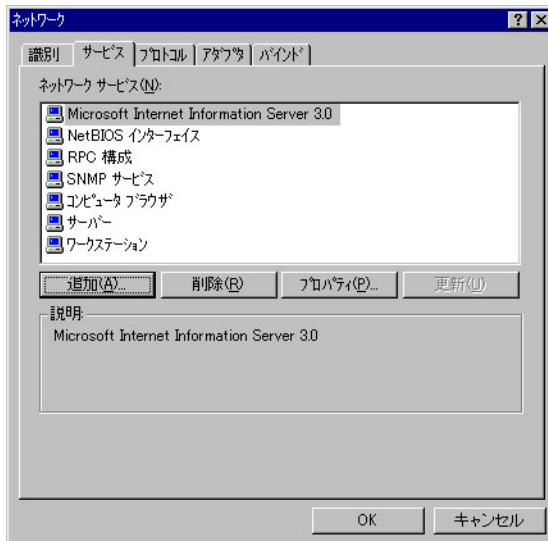 ネットワーク
識別 サービス プロトコル アダプタ バインド
ネットワーク サービス(N):
Microsoft Internet Information Server 3.0
NetBIOS インターフェイス
RPC 構成
SNMP サービス
コンピュータ ブラウザ
サーバー
ワークステーション
追加(A)... 削除(R) プロパティ(P)... 更新(U)
説明:
Microsoft Internet Information Server 3.0
OK キャンセル